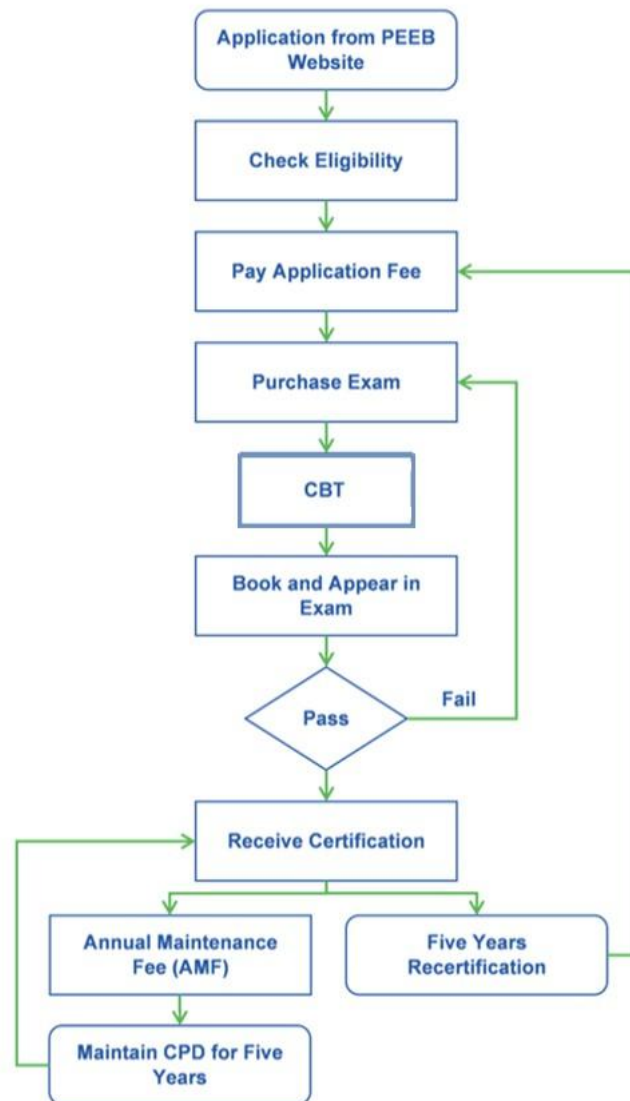 Application from PEEB
Website
Check Eligibility
Pay Application Fee
Purchase Exam
CBT
Book and Appear in
Exam
Pass
Fail
Receive Certification
Annual Maintenance
Fee (AMF)
Five Years
Recertification
Maintain CPD for Five
Years